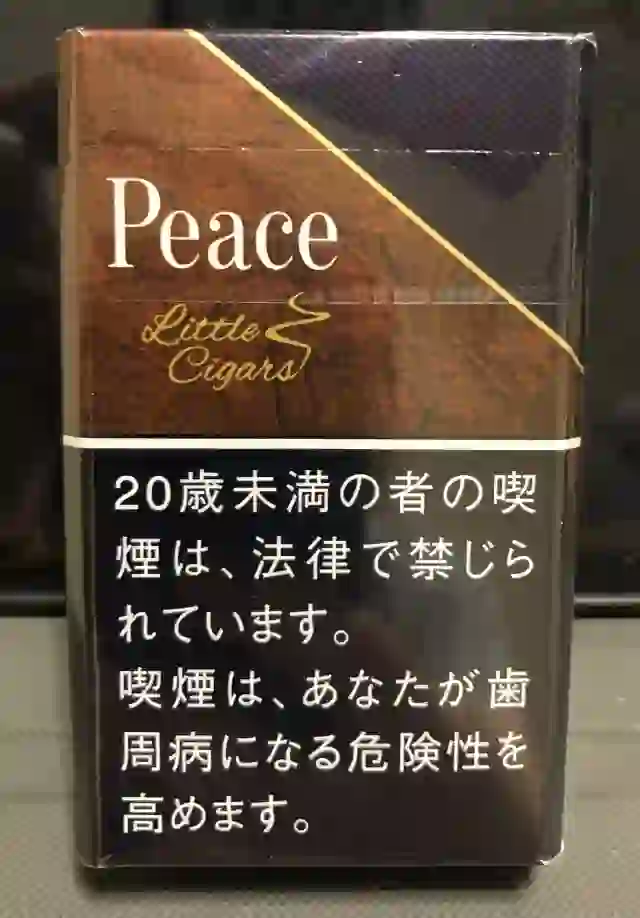 Peace
Little
Cigars
20歳未満の者の喫
煙は、法律で禁じら
れています。
喫煙は、あなたが歯
周病になる危険性を
高めます。